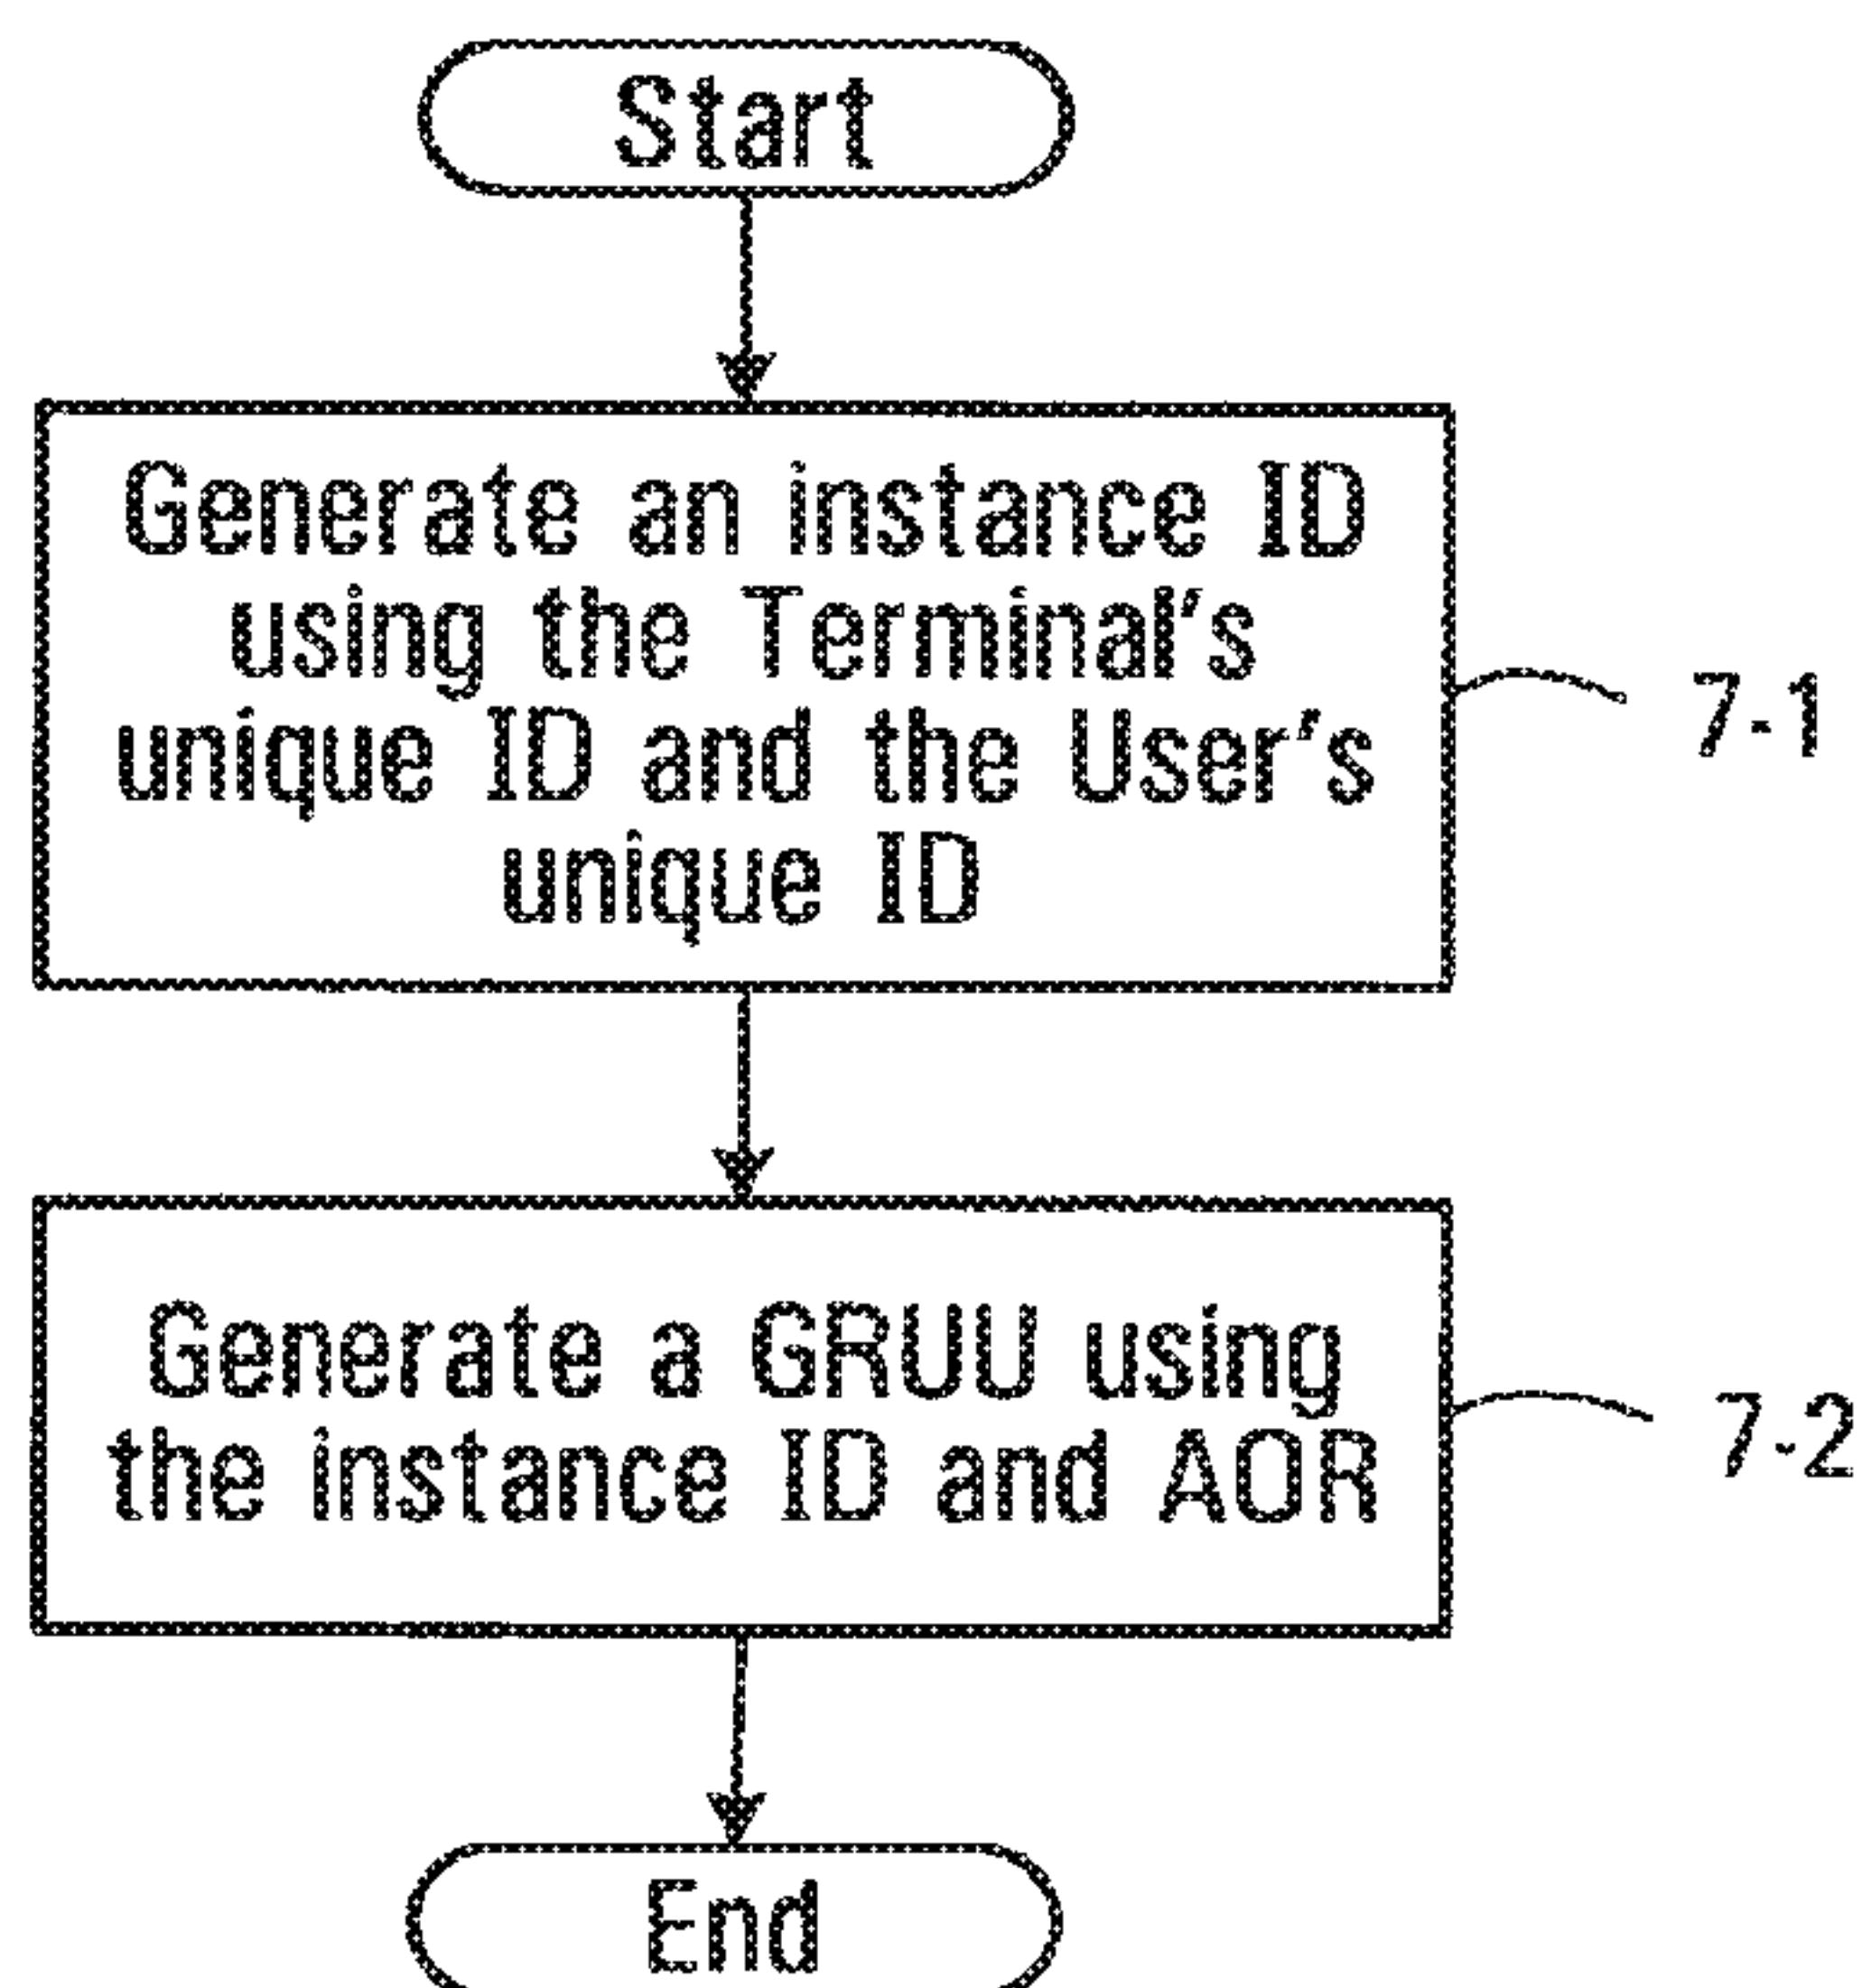 Start
Generate an instance ID
using the Terminal's
unique ID and the User's
unique ID
7-1
Generate a GRUU using
the instance ID and AOR
7-2
End